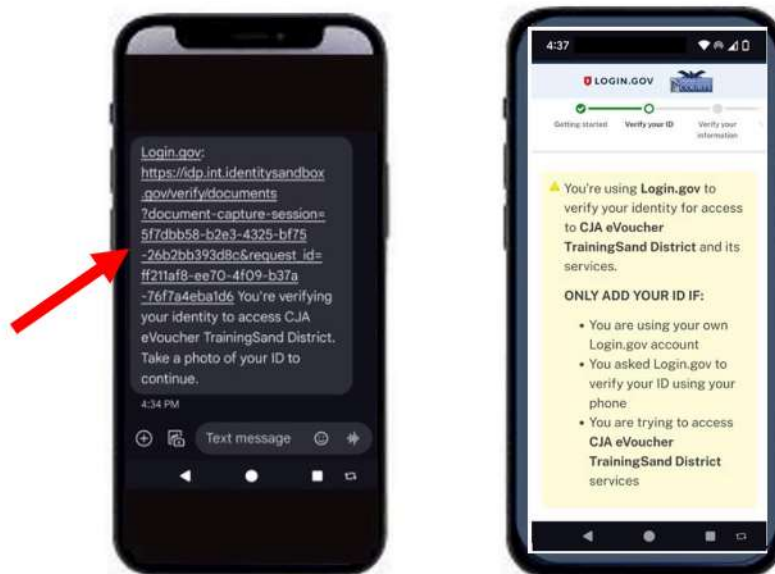 Login.gov:
https://idp.int.identitysandbox
.gov/verify/documents
?document-capture-session=
5f7dbb58-b2e3-4325-bf75
-26b2bb393d8c&request_id=
ff211af8-ee70-4f09-b37a
-76f7a4eba1d6 You're verifying
your identity to access CJA
eVoucher TrainingSand District.
Take a photo of your ID to
continue.
4:34 PM
Text message
4:37
LOGIN.GOV
Getting started
Verify your ID
Verify your
information
You're using Login.gov to
verify your identity for access
to CJA eVoucher
TrainingSand District and its
services.
ONLY ADD YOUR ID IF:
• You are using your own
Login.gov account
• You asked Login.gov to
verify your ID using your
phone
• You are trying to access
CJA eVoucher
TrainingSand District
services